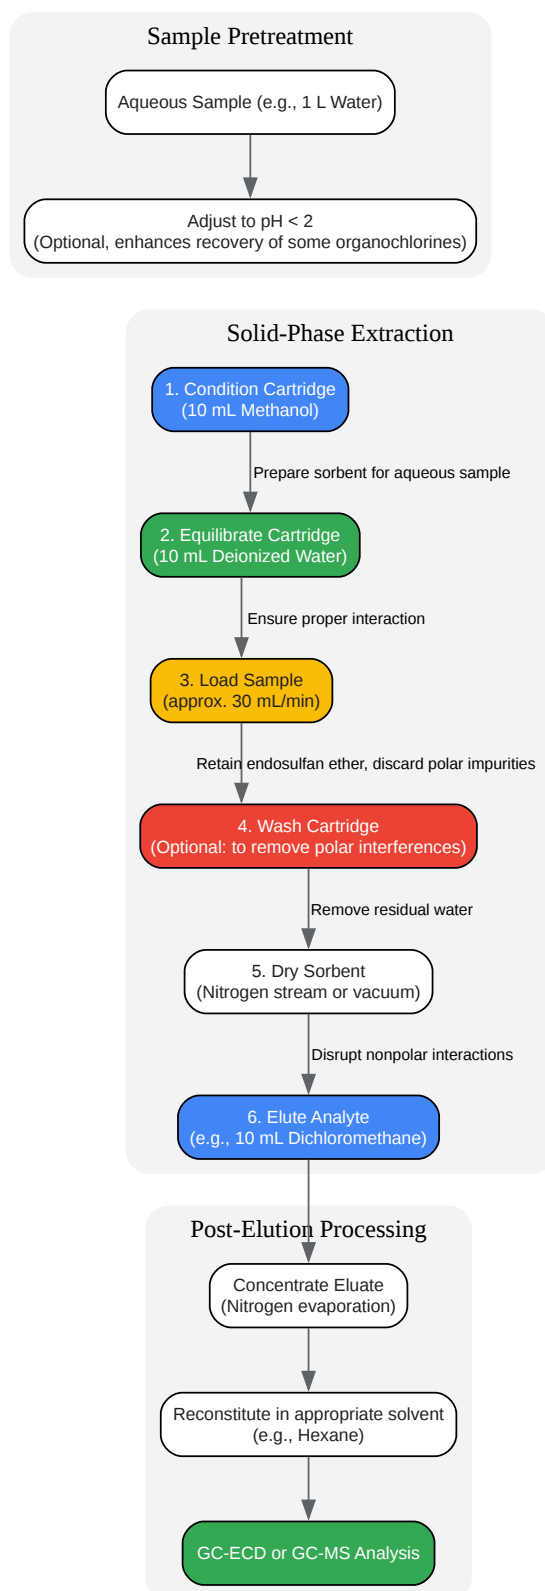 Sample Pretreatment
Aqueous Sample (e.g., 1 L Water)
Adjust to pH < 2
(Optional, enhances recovery of some organochlorines)
Solid-Phase Extraction
1. Condition Cartridge
(10 mL Methanol)
Prepare sorbent for aqueous sample
2. Equilibrate Cartridge
(10 mL Deionized Water)
Ensure proper interaction
3. Load Sample
(approx. 30 mL/min)
Retain endosulfan ether, discard polar impurities
4. Wash Cartridge
(Optional: to remove polar interferences)
Remove residual water
5. Dry Sorbent
(Nitrogen stream or vacuum)
Disrupt nonpolar interactions
6. Elute Analyte
(e.g., 10 mL Dichloromethane)
Post-Elution Processing
Concentrate Eluate
(Nitrogen evaporation)
Reconstitute in appropriate solvent
(e.g., Hexane)
GC-ECD or GC-MS Analysis